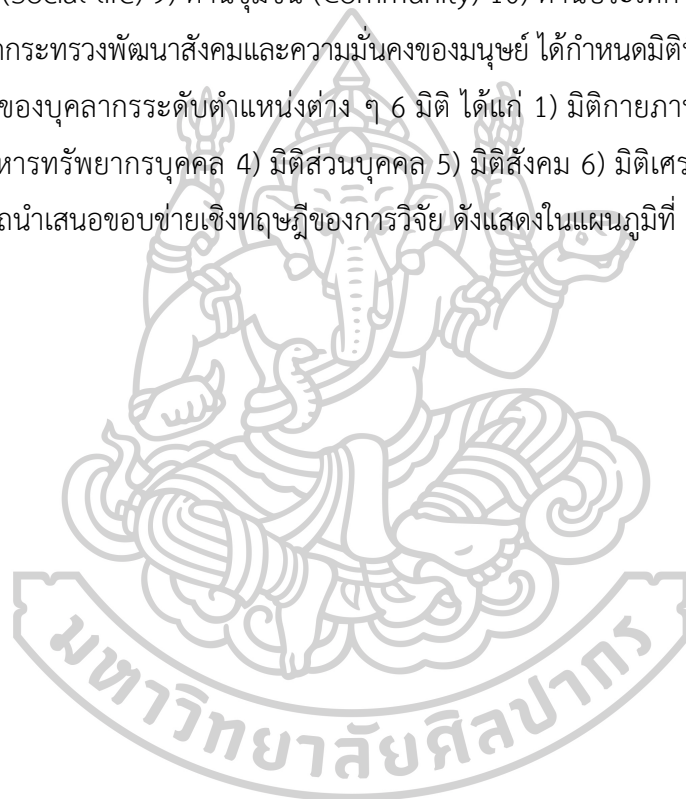 (Social life) 9) ด้านชุมชน (Community) 10) ด้านประเทศ
กระทรวงพัฒนาสังคมและความมั่นคงของมนุษย์ ได้กำหนดมิติ
ของบุคลากรระดับตำแหน่งต่าง ๆ 6 มิติ ได้แก่ 1) มิติกายภาพ
หารทรัพยากรบุคคล 4) มิติส่วนบุคคล 5) มิติสังคม 6) มิติเศร
ถนำเสนอขอบข่ายเชิงทฤษฎีของการวิจัย ดังแสดงในแผนภูมิที่
มหาวิทยาลัยศิลปากร